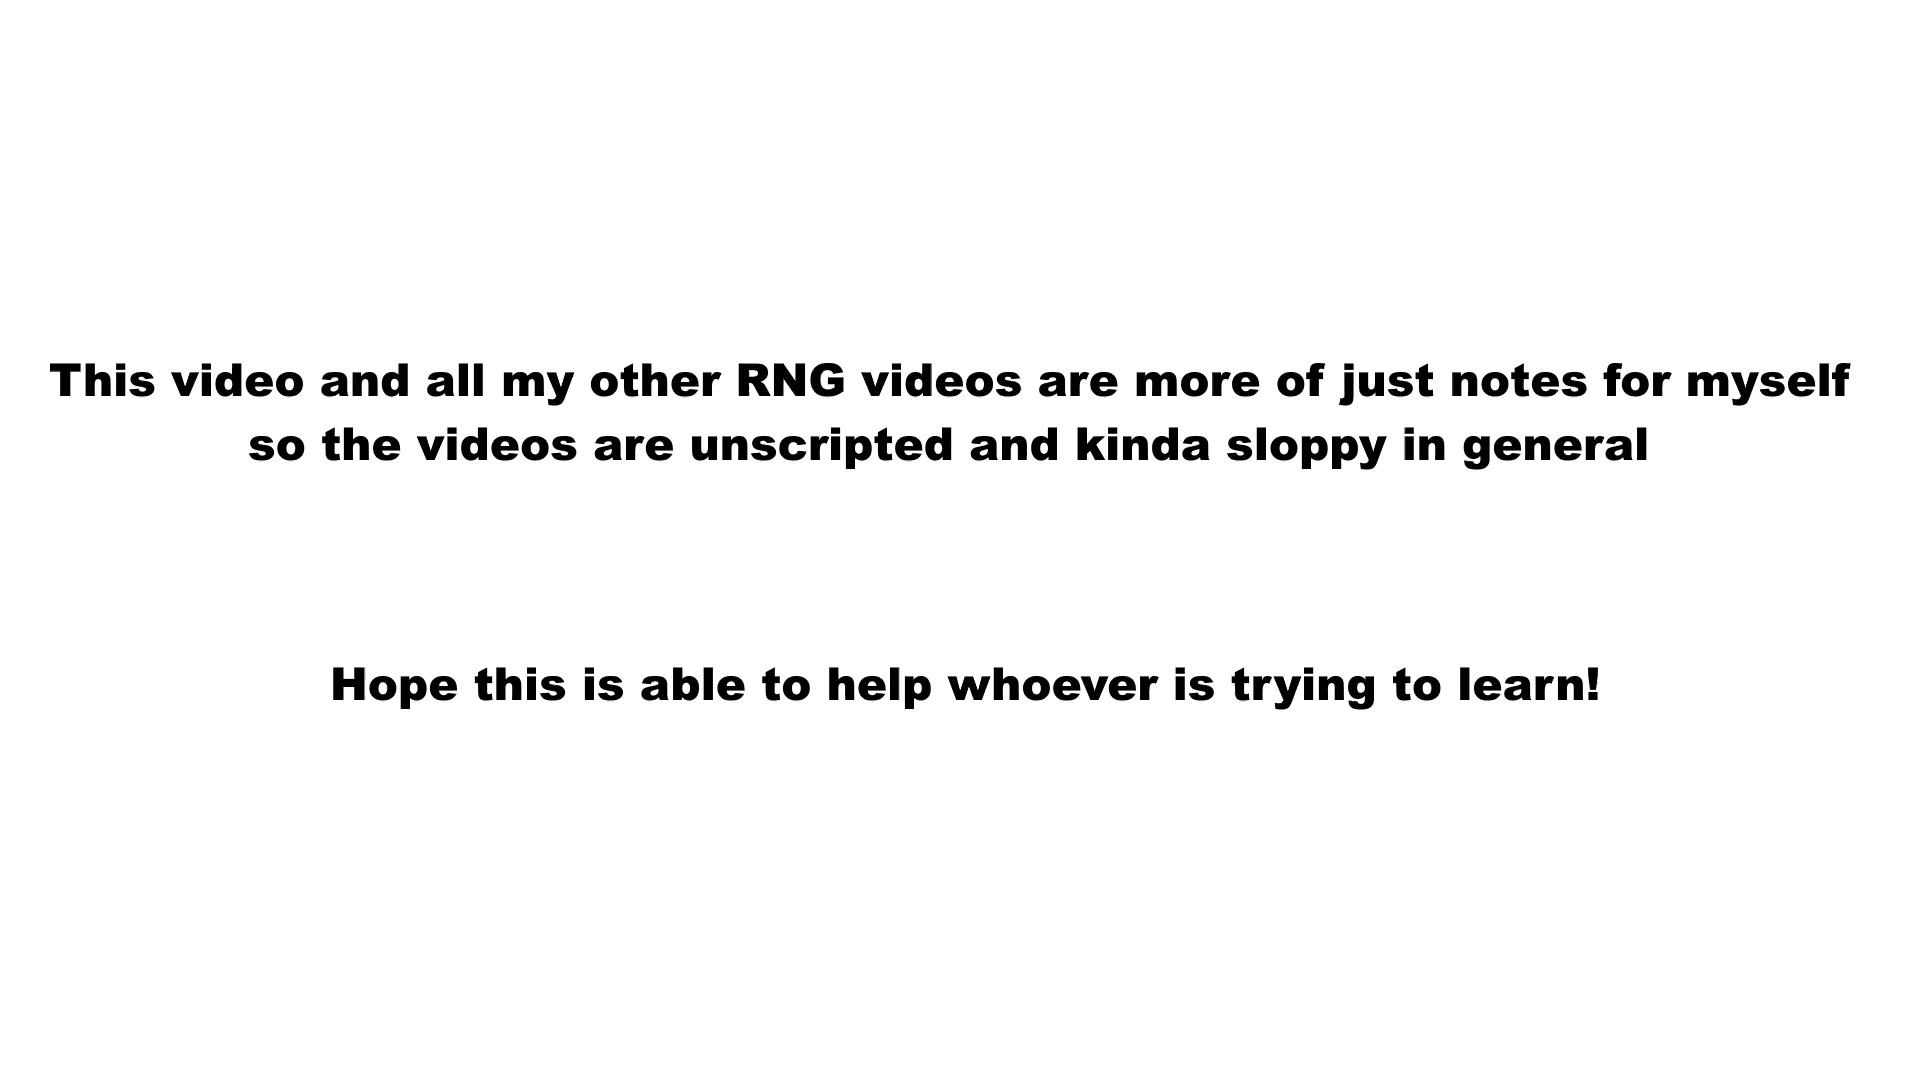 This video and all my other RNG videos are more of just notes for myself
so the videos are unscripted and kinda sloppy in general
Hope this is able to help whoever is trying to learn!